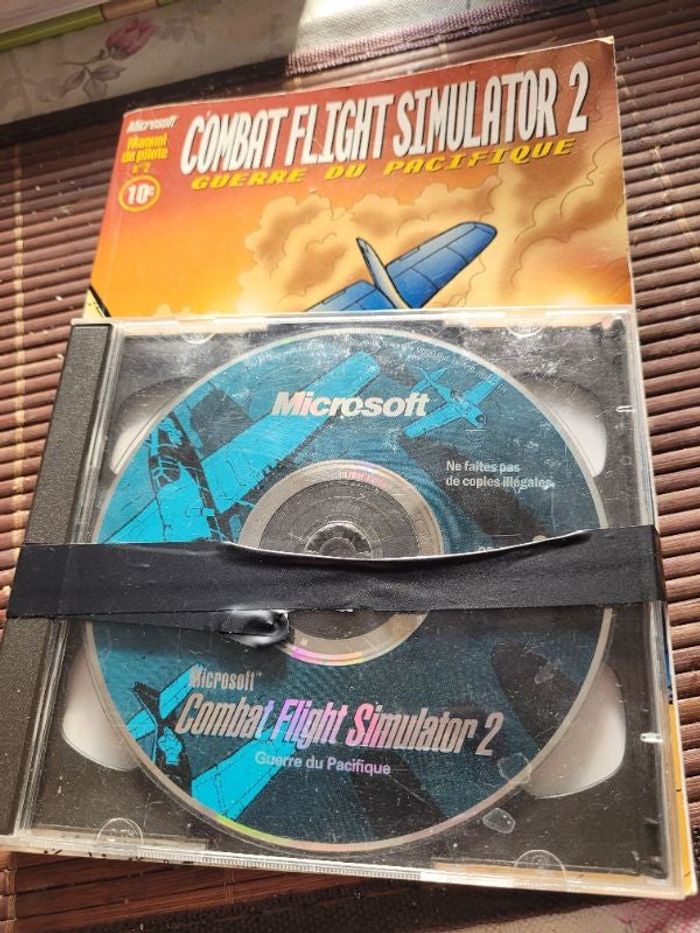 Microsoft
Manuel
du pilote
n°2
10¢
COMBAT FLIGHT SIMULATOR 2
GUERRE DU PACIFIQUE
Microsoft
Ne faites pas
de copies illégales.
Microsoft™
Combat Flight Simulator 2
Guerre du Pacifique